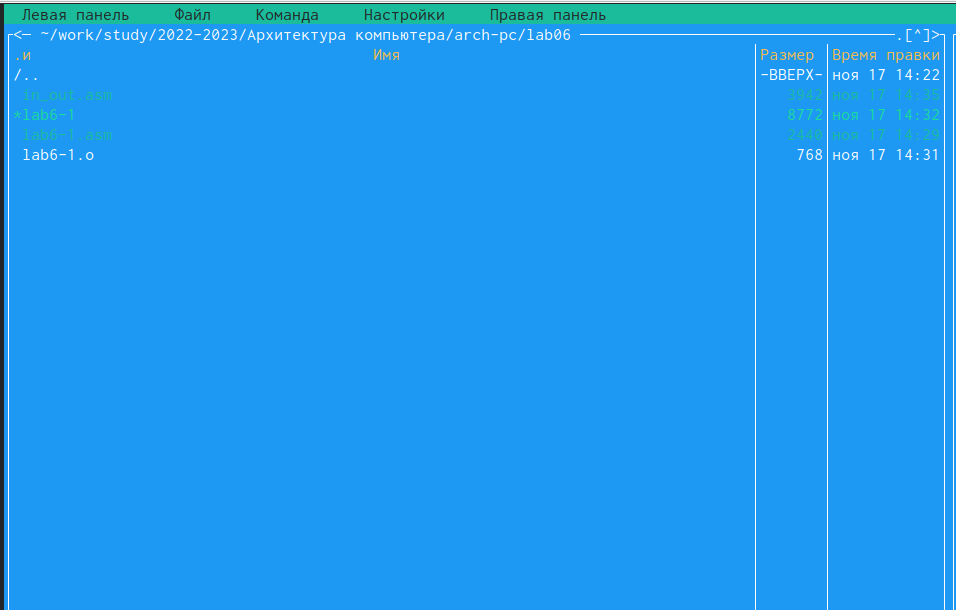 Левая панель Файл Команда Настройки Правая панель
<─ ~/work/study/2022-2023/Архитектура компьютера/arch-pc/lab06 ─.[^]>
.и Имя Размер Время правки
/.. -ВВЕРХ- ноя 17 14:22
in_out.asm 3942 ноя 17 14:35
*lab6-1 8772 ноя 17 14:32
lab6-1.asm 2440 ноя 17 14:29
lab6-1.o 768 ноя 17 14:31